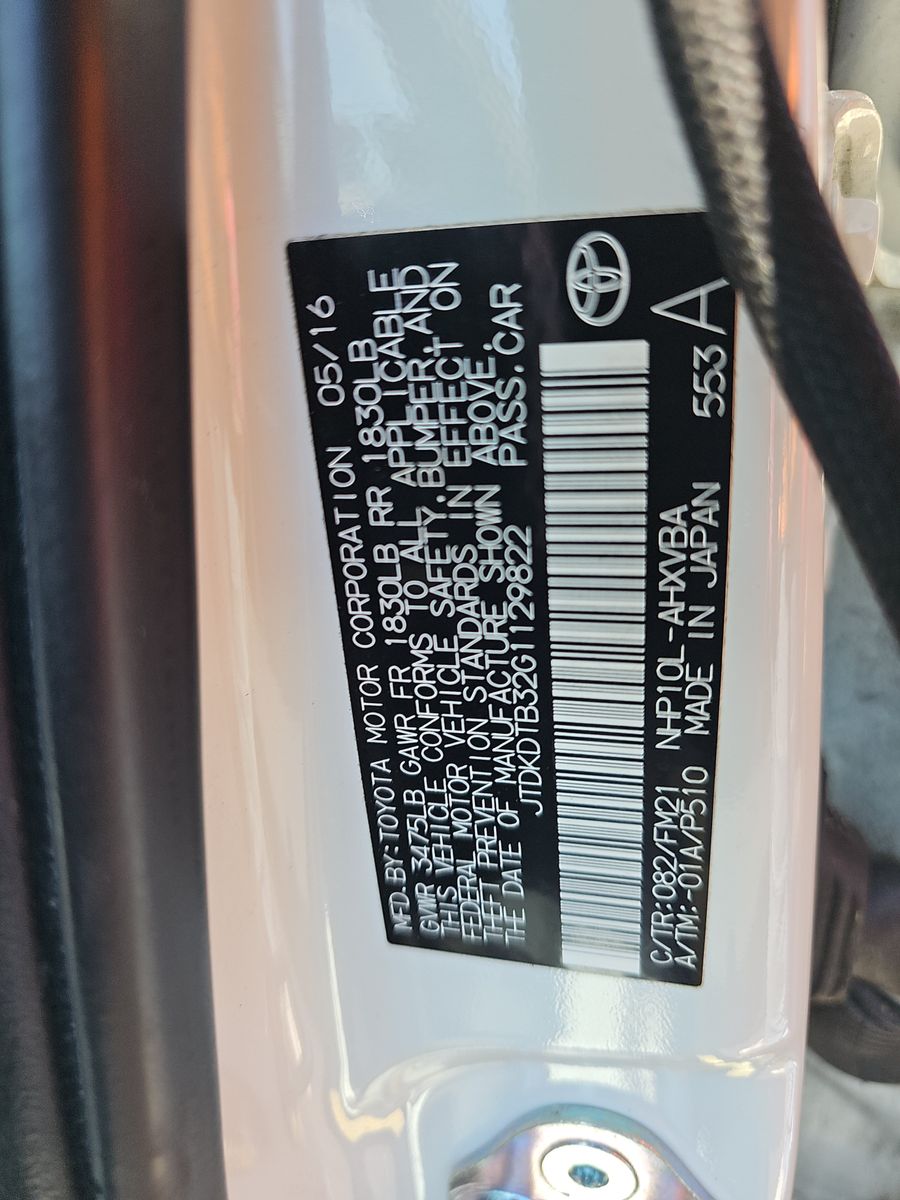 MFD.BY:TOYOTA MOTOR CORPORATION 05/16
GVWR 3475LB GAWR FR 1830LB RR 1830LB
THIS VEHICLE CONFORMS TO ALL APPLICABLE
FEDERAL MOTOR VEHICLE SAFETY,BUMPER,AND
THEFT PREVENTION STANDARDS IN EFFECT ON
THE DATE OF MANUFACTURE SHOWN ABOVE.
JTDKDTB32G1129822 PASS.CAR
C/TR:082/FM21 NHP10L-AHXVBA
A/TM:-01A/P510 MADE IN JAPAN 553 A